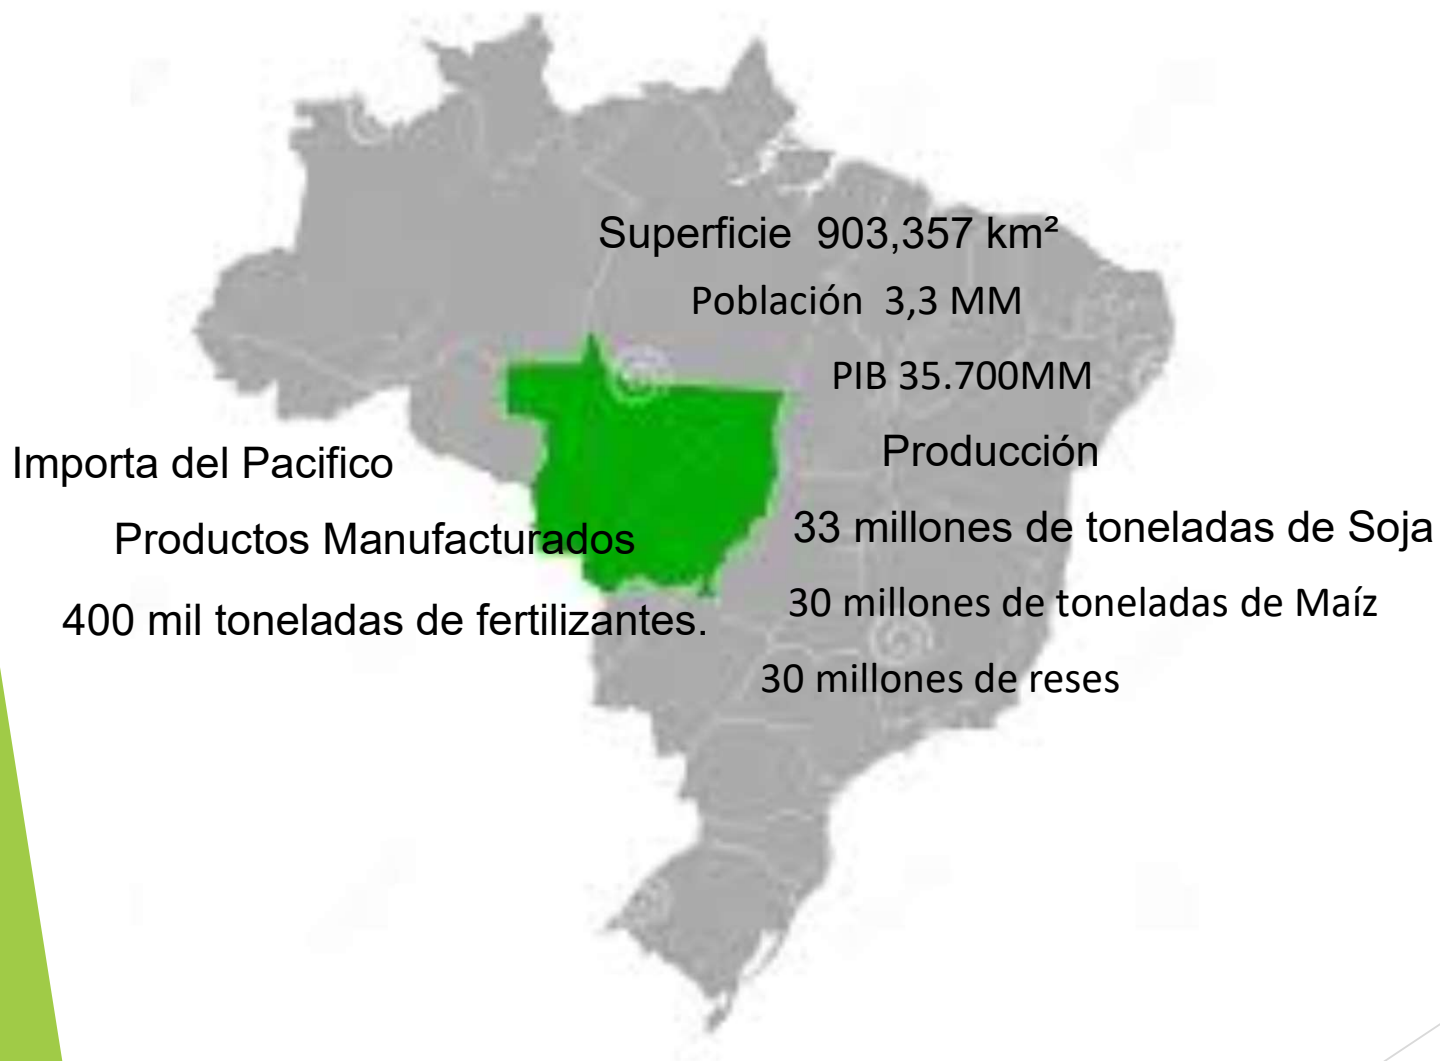 Superficie 903,357 km²
Población 3,3 MM
PIB 35.700MM
Producción
33 millones de toneladas de Soja
30 millones de toneladas de Maíz
30 millones de reses
Importa del Pacifico
Productos Manufacturados
400 mil toneladas de fertilizantes.